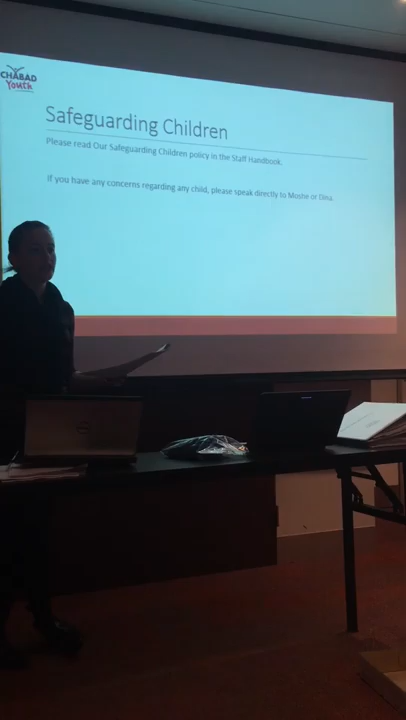 CHABAD
Youth
Safeguarding Children
Please read Our Safeguarding Children policy in the Staff Handbook.
If you have any concerns regarding any child, please speak directly to Moshe or Dina.